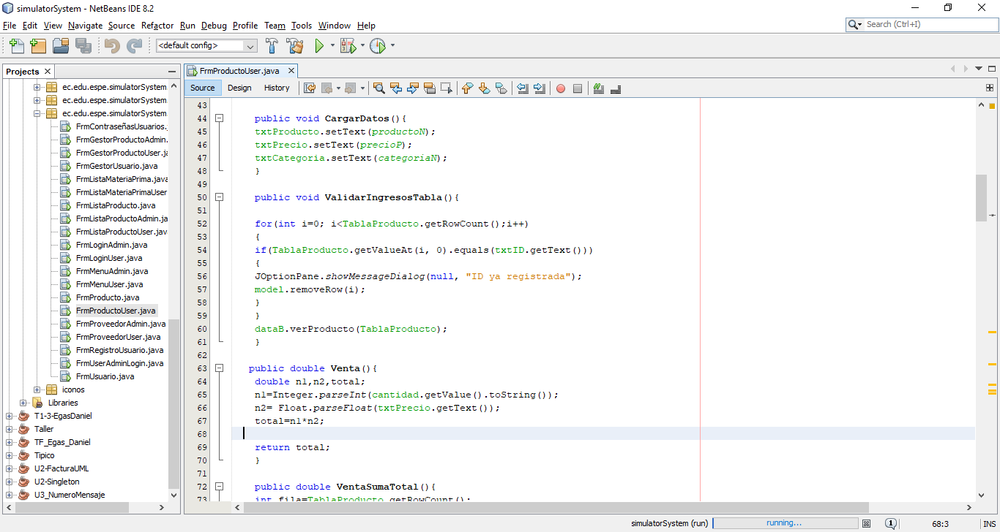 simulatorSystem - NetBeans IDE 8.2
File Edit View Navigate Source Refactor Run Debug Profile Team Tools Window Help
Search (Ctrl+I)
<default config>
Projects
ec.edu.espe.simulatorSystem
ec.edu.espe.simulatorSystem
ec.edu.espe.simulatorSystem.
FrmContraseñasUsuarios.
FrmGestorProductoAdmin.
FrmGestorProductoUser.ja
FrmGestorUsuario.java
FrmListaMateriaPrima.java
FrmListaMateriaPrimaUser
FrmListaProducto.java
FrmListaProductoAdmin.ja
FrmListaProductoUser.jav
FrmLoginAdmin.java
FrmLoginUser.java
FrmMenuAdmin.java
FrmMenuUser.java
FrmProducto.java
FrmProductoUser.java
FrmProveedorAdmin.java
FrmProveedorUser.java
FrmRegistroUsuario.java
FrmUserAdminLogin.java
FrmUsuario.java
iconos
Libraries
T1-3-EgasDaniel
Taller
TF_Egas_Daniel
Tipico
U2-FacturaUML
U2-Singleton
U3_NumeroMensaje
FrmProductoUser.java
Source Design History
43
44 public void CargarDatos(){
45 txtProducto.setText(productoN);
46 txtPrecio.setText(precioP);
47 txtCategoria.setText(categoriaN);
48 }
49
50 public void ValidarIngresosTabla(){
51
52 for(int i=0; i<TablaProducto.getRowCount();i++)
53 {
54 if(TablaProducto.getValueAt(i, 0).equals(txtID.getText()))
55 {
56 JOptionPane.showMessageDialog(null, "ID ya registrada");
57 model.removeRow(i);
58 }
59 }
60 dataB.verProducto(TablaProducto);
61 }
62
63 public double Venta(){
64 double n1,n2,total;
65 n1=Integer.parseInt(cantidad.getValue().toString());
66 n2= Float.parseFloat(txtPrecio.getText());
67 total=n1*n2;
68
69 return total;
70 }
71
72 public double VentaSumaTotal(){
73 int fila=TablaProducto.getRowCount();
simulatorSystem (run) running... 1 68:3 INS